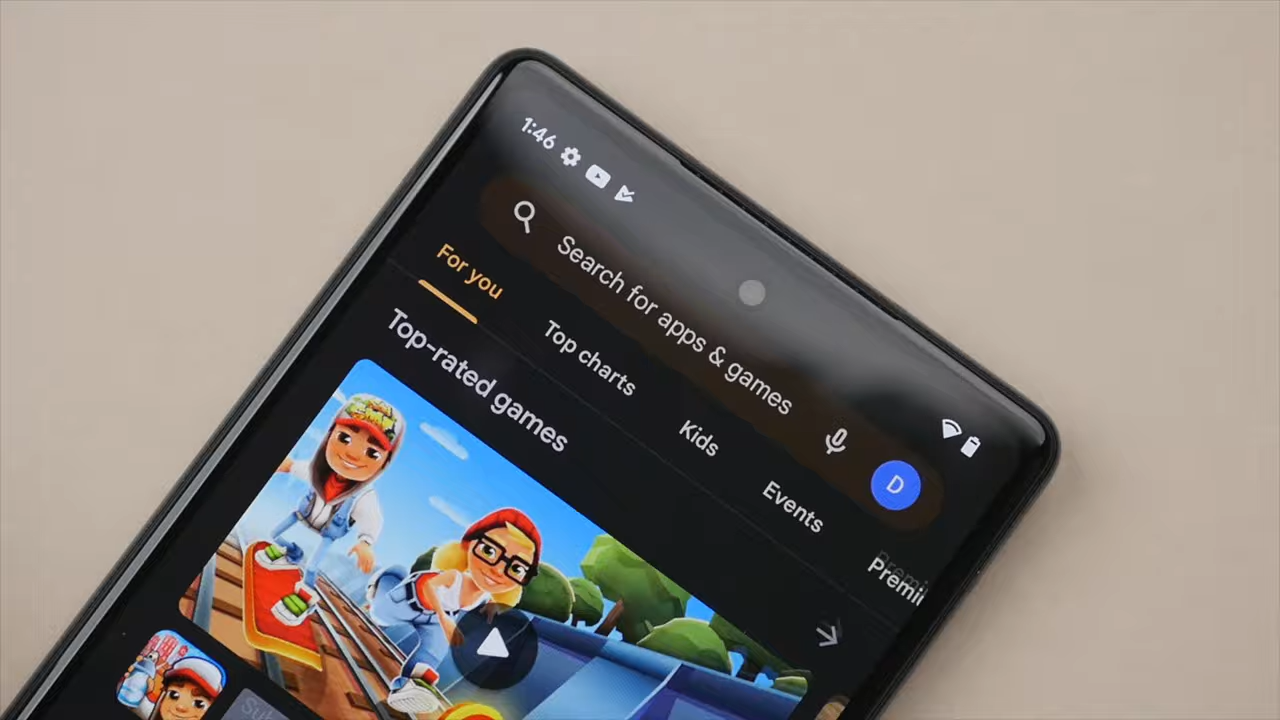 1:46
Search for apps & games
D
For you
Top charts
Kids
Events
Premi
Top-rated games